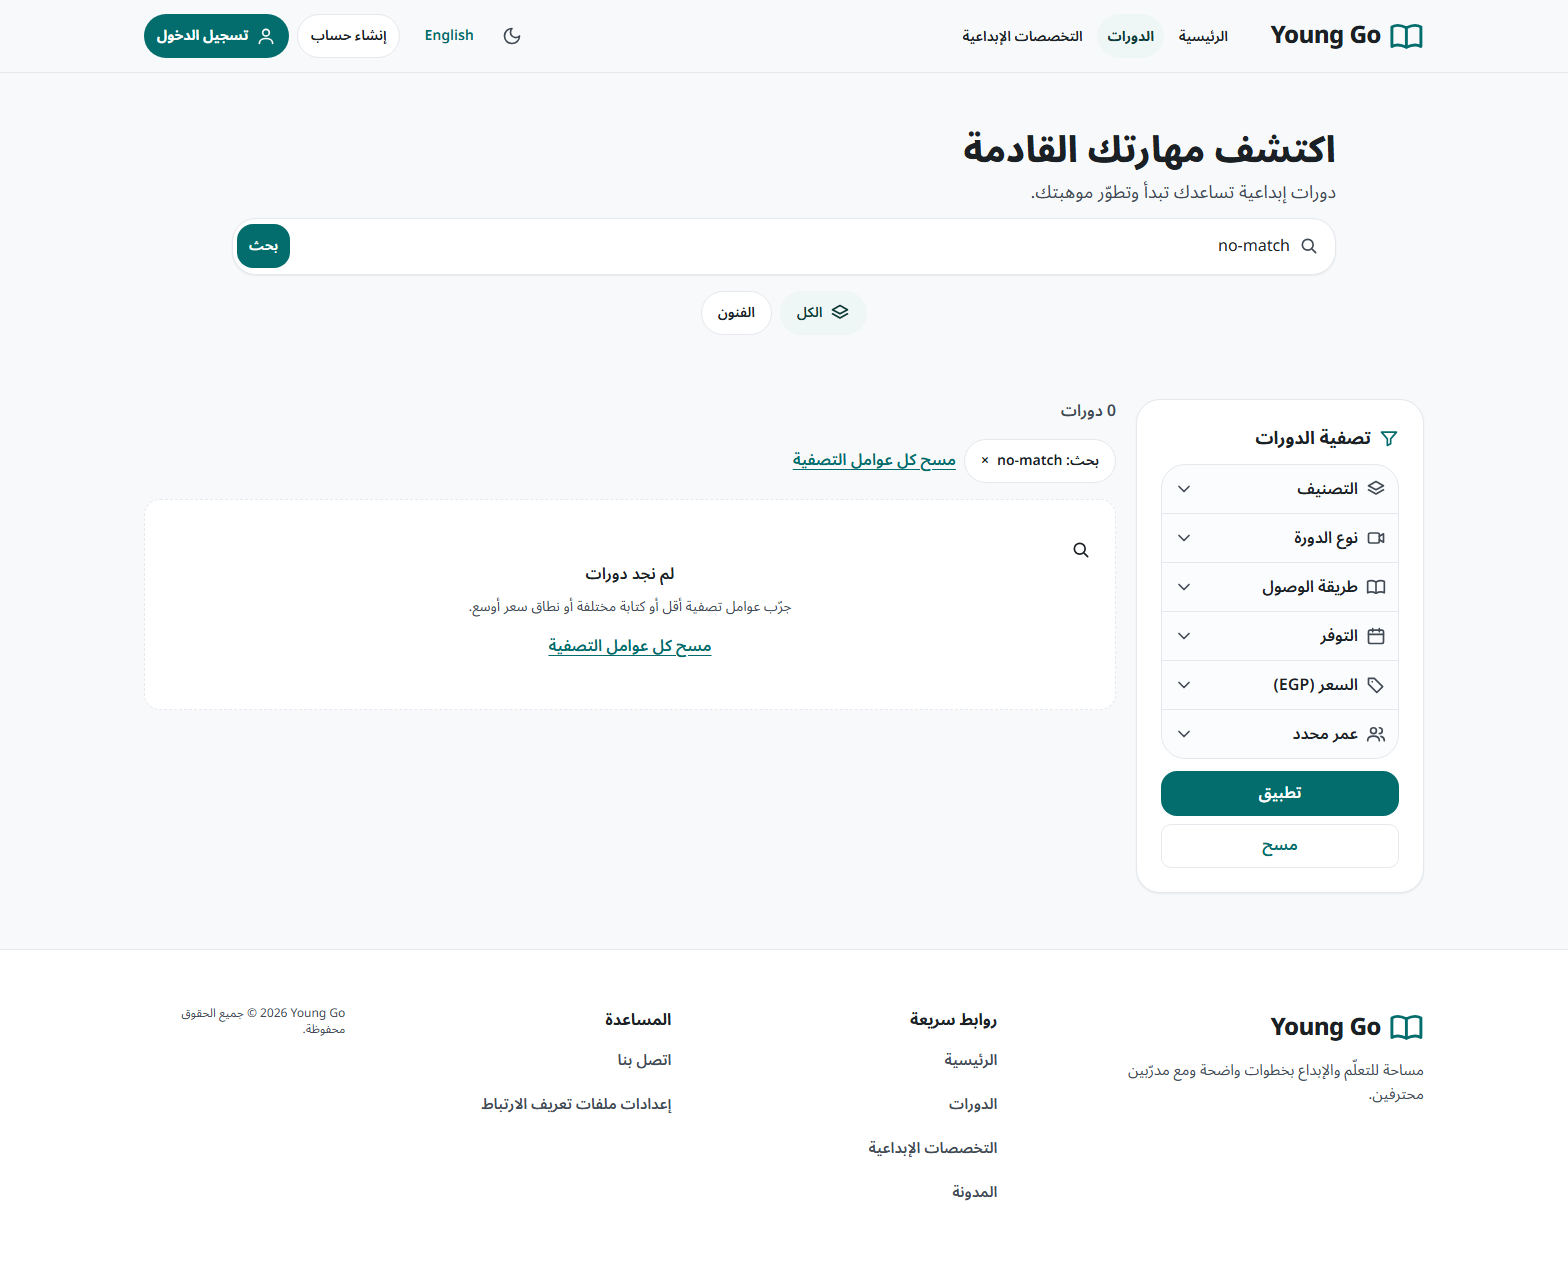 Young Go
الرئيسية
الدورات
التخصصات الإبداعية
English
إنشاء حساب
تسجيل الدخول
اكتشف مهارتك القادمة
دورات إبداعية تساعدك تبدأ وتطوّر موهبتك.
no-match
بحث
الكل
الفنون
تصفية الدورات
التصنيف
نوع الدورة
طريقة الوصول
التوفر
السعر (EGP)
عمر محدد
تطبيق
مسح
0 دورات
بحث: no-match ×
مسح كل عوامل التصفية
لم نجد دورات
جرّب عوامل تصفية أقل أو كتابة مختلفة أو نطاق سعر أوسع.
مسح كل عوامل التصفية
Young Go
مساحة للتعلّم والإبداع بخطوات واضحة ومع مدرّبين
محترفين.
روابط سريعة
الرئيسية
الدورات
التخصصات الإبداعية
المدونة
المساعدة
اتصل بنا
إعدادات ملفات تعريف الارتباط
Young Go 2026 © جميع الحقوق
محفوظة.